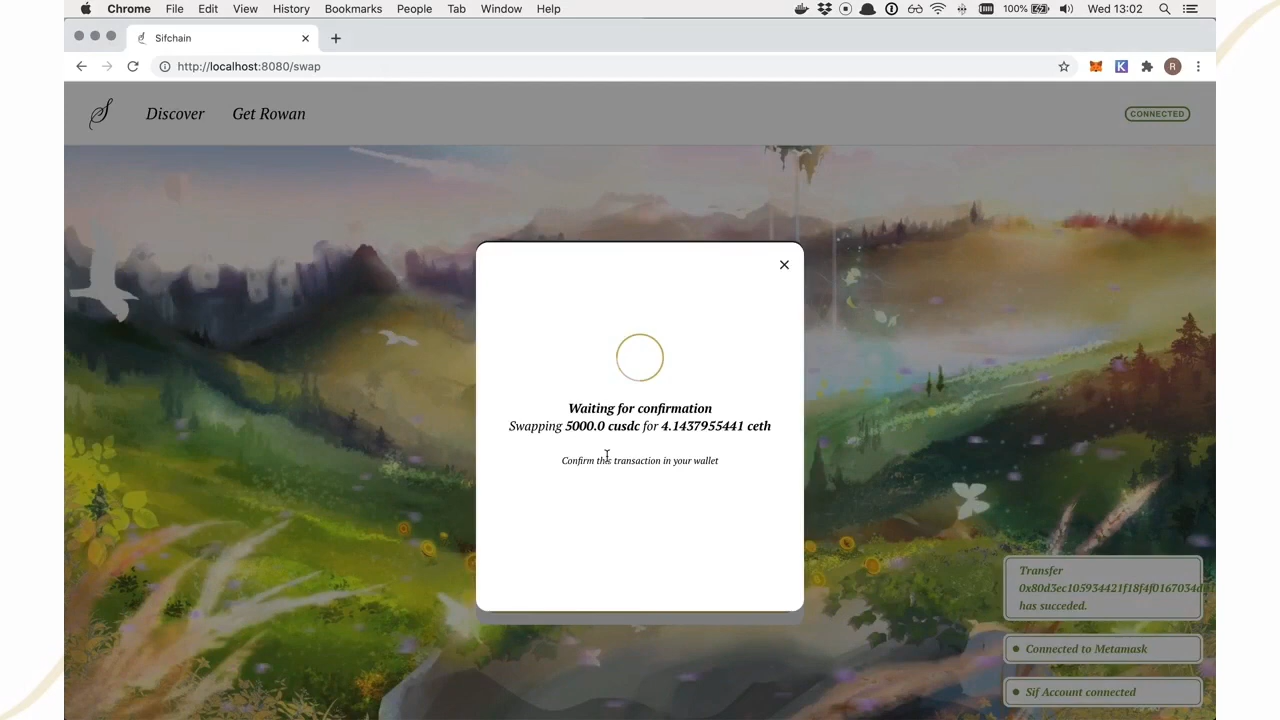 Chrome File Edit View History Bookmarks People Tab Window Help 100% Wed 13:02
Sifchain
http://localhost:8080/swap R
Discover Get Rowan CONNECTED
Waiting for confirmation
Swapping 5000.0 cusdc for 4.1437955441 ceth
Confirm this transaction in your wallet
Transfer
has succeded.
Connected to Metamask
Sif Account connected